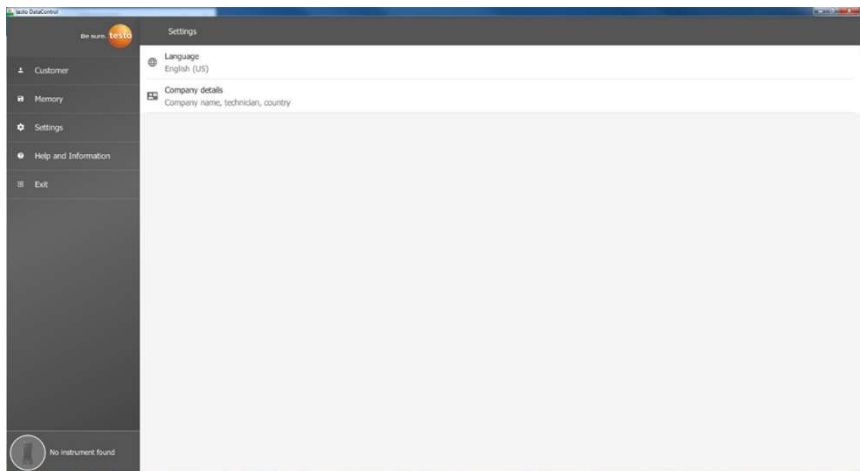 testo DataControl
Be sure. testo
Settings
Customer
Memory
Settings
Help and Information
Exit
Language
English (US)
Company details
Company name, technician, country
No instrument found